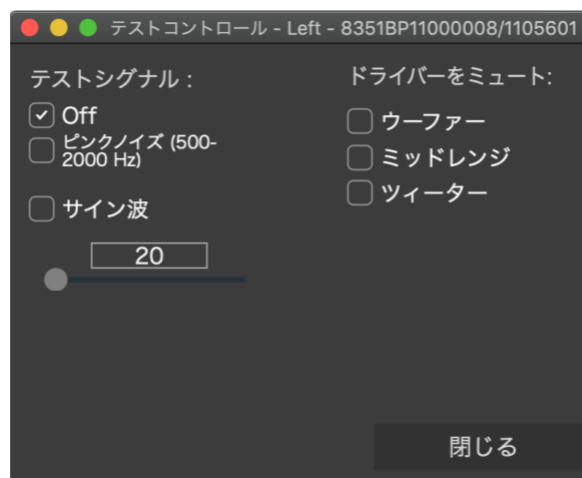 テストコントロール - Left - 8351BP11000008/1105601
テストシグナル :
Off
ピンクノイズ (500-
2000 Hz)
サイン波
20
ドライバーをミュート:
ウーファー
ミッドレンジ
ツィーター
閉じる